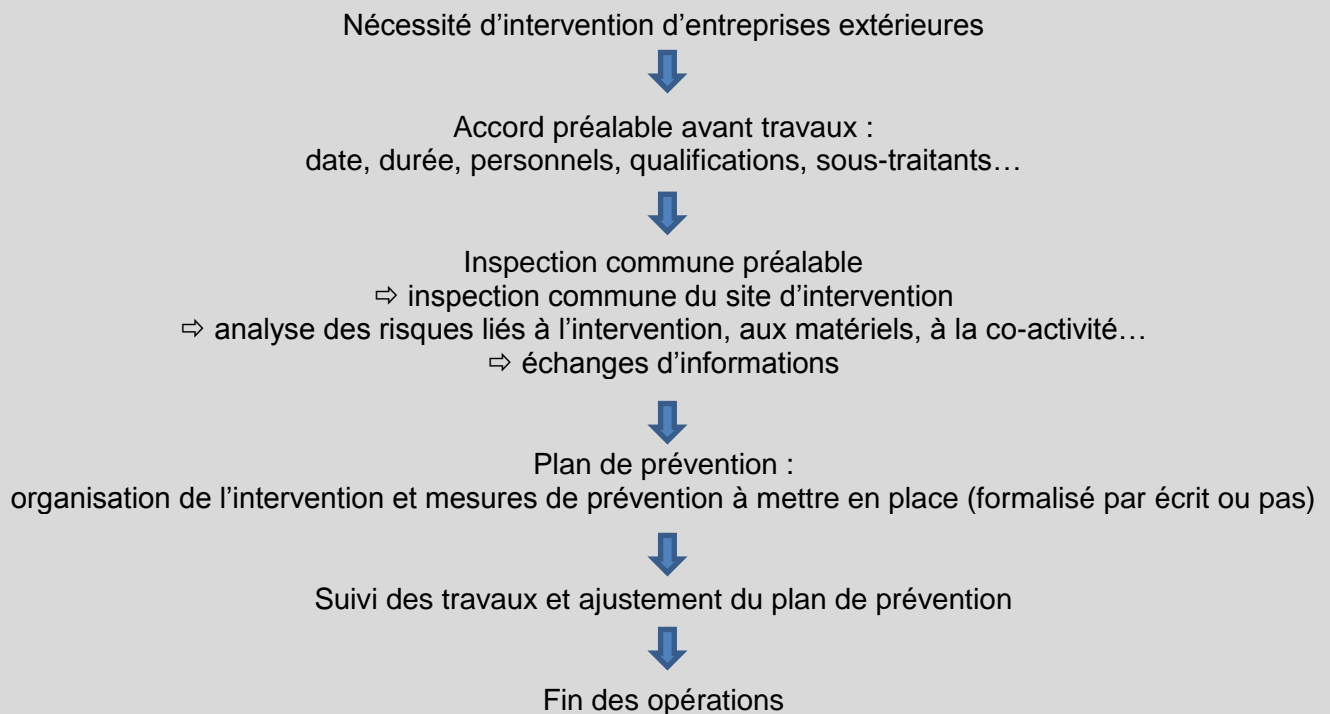 Nécessité d’intervention d’entreprises extérieures
Accord préalable avant travaux :
date, durée, personnels, qualifications, sous-traitants…
Inspection commune préalable
⇨ inspection commune du site d’intervention
⇨ analyse des risques liés à l’intervention, aux matériels, à la co-activité…
⇨ échanges d’informations
Plan de prévention :
organisation de l’intervention et mesures de prévention à mettre en place (formalisé par écrit ou pas)
Suivi des travaux et ajustement du plan de prévention
Fin des opérations